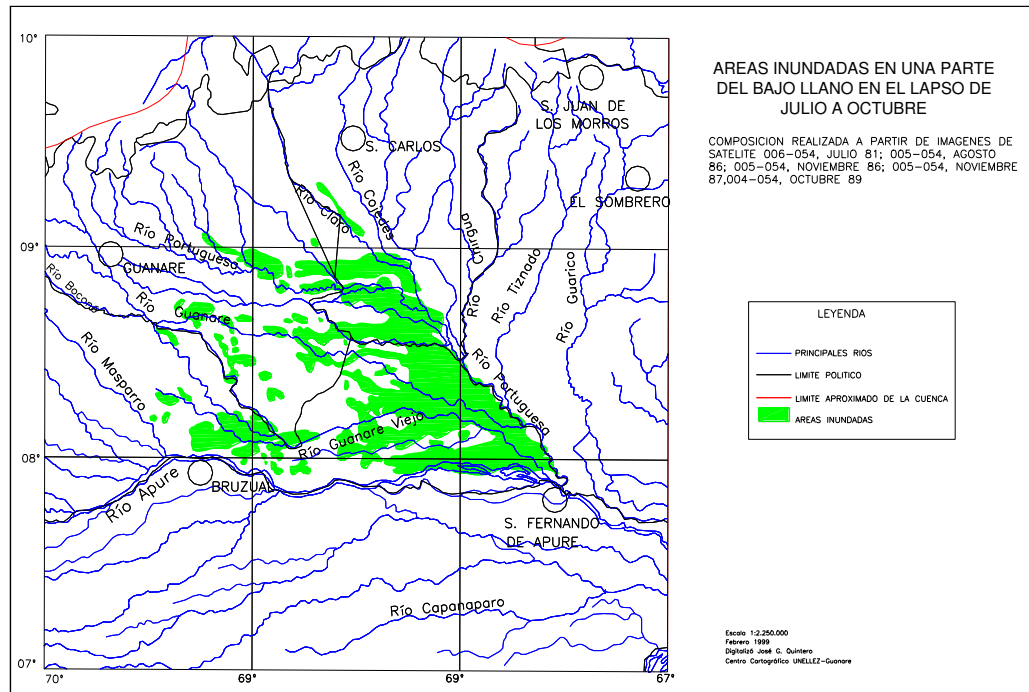 AREAS INUNDADAS EN UNA PARTE
DEL BAJO LLANO EN EL LAPSO DE
JULIO A OCTUBRE
COMPOSICION REALIZADA A PARTIR DE IMAGENES DE
SATELITE 006-054, JULIO 81; 005-054, AGOSTO
86; 005-054, NOVIEMBRE 86; 005-054, NOVIEMBRE
87,004-054, OCTUBRE 89
10°
S. JUAN DE
LOS MORROS
S. CARLOS
EL SOMBRERO
Río Cojedes
Río Claro
Río Chirgua
Río Portuguesa
09°
GUANARE
Río Bocono
Río Guanare
Río Tiznado
Río Guarico
Río Masparro
Río Portuguesa
Río Guanare Viejo
08°
BRUZUAL
Río Apure
S. FERNANDO
DE APURE
Río Capanaparo
07°
70°
69°
69°
67°
LEYENDA
PRINCIPALES RIOS
LIMITE POLITICO
LIMITE APROXIMADO DE LA CUENCA
AREAS INUNDADAS
Escala 1:2.250.000
Febrero 1999
Digitalizó José G. Quintero
Centro Cartográfico UNELLEZ-Guanare